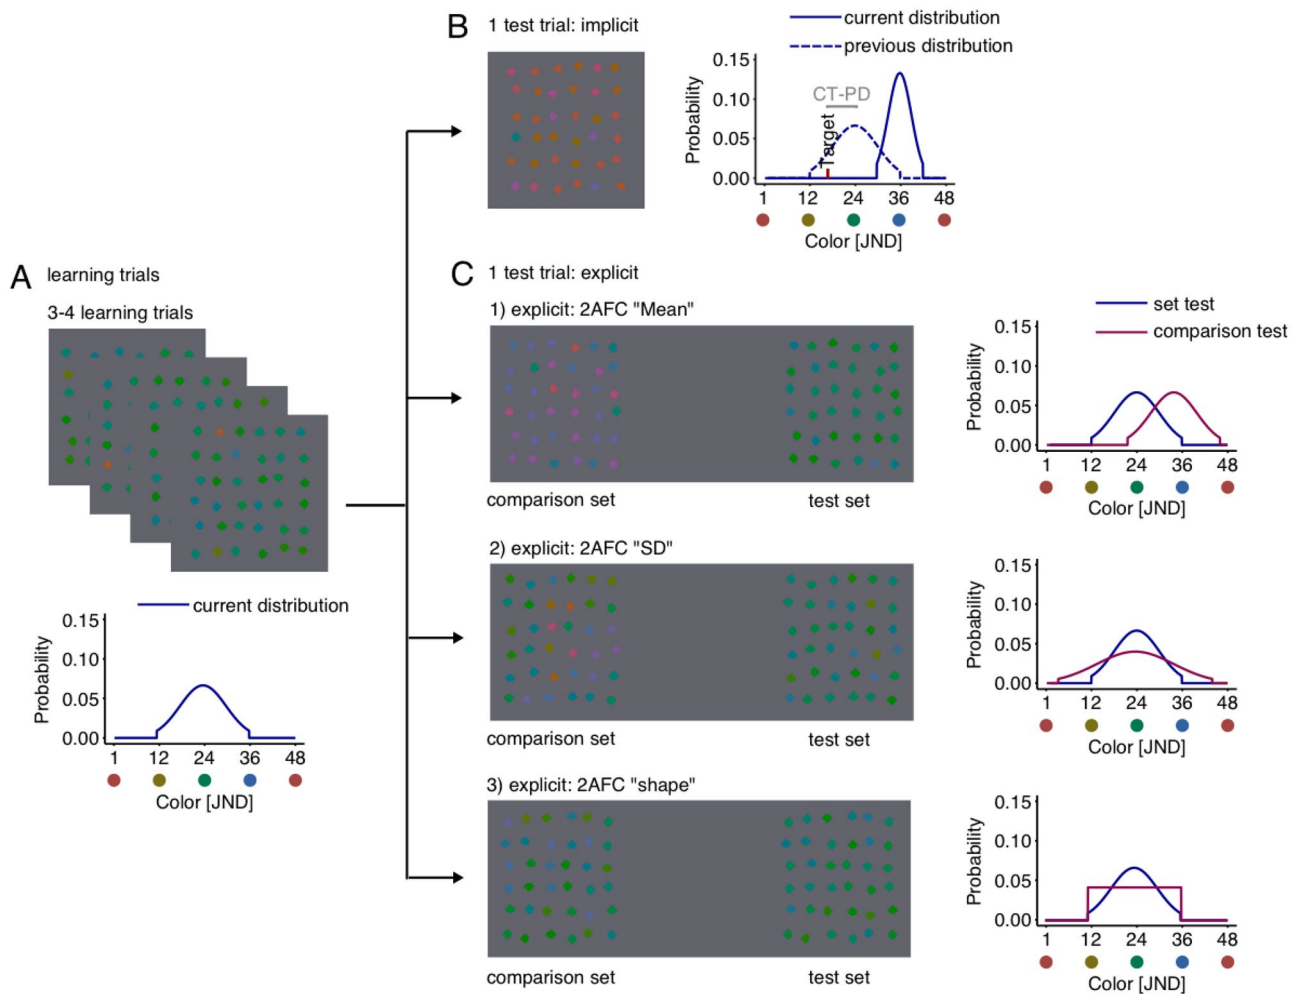 B 1 test trial: implicit
current distribution
previous distribution
Probability
0.15
0.10
0.05
0.00
CT-PD
Target
1 12 24 36 48
Color [JND]
A learning trials
3-4 learning trials
current distribution
Probability
0.15
0.10
0.05
0.00
1 12 24 36 48
Color [JND]
C 1 test trial: explicit
1) explicit: 2AFC "Mean"
comparison set test set
set test
comparison test
Probability
0.15
0.10
0.05
0.00
1 12 24 36 48
Color [JND]
2) explicit: 2AFC "SD"
comparison set test set
Probability
0.15
0.10
0.05
0.00
1 12 24 36 48
Color [JND]
3) explicit: 2AFC "shape"
comparison set test set
Probability
0.15
0.10
0.05
0.00
1 12 24 36 48
Color [JND]